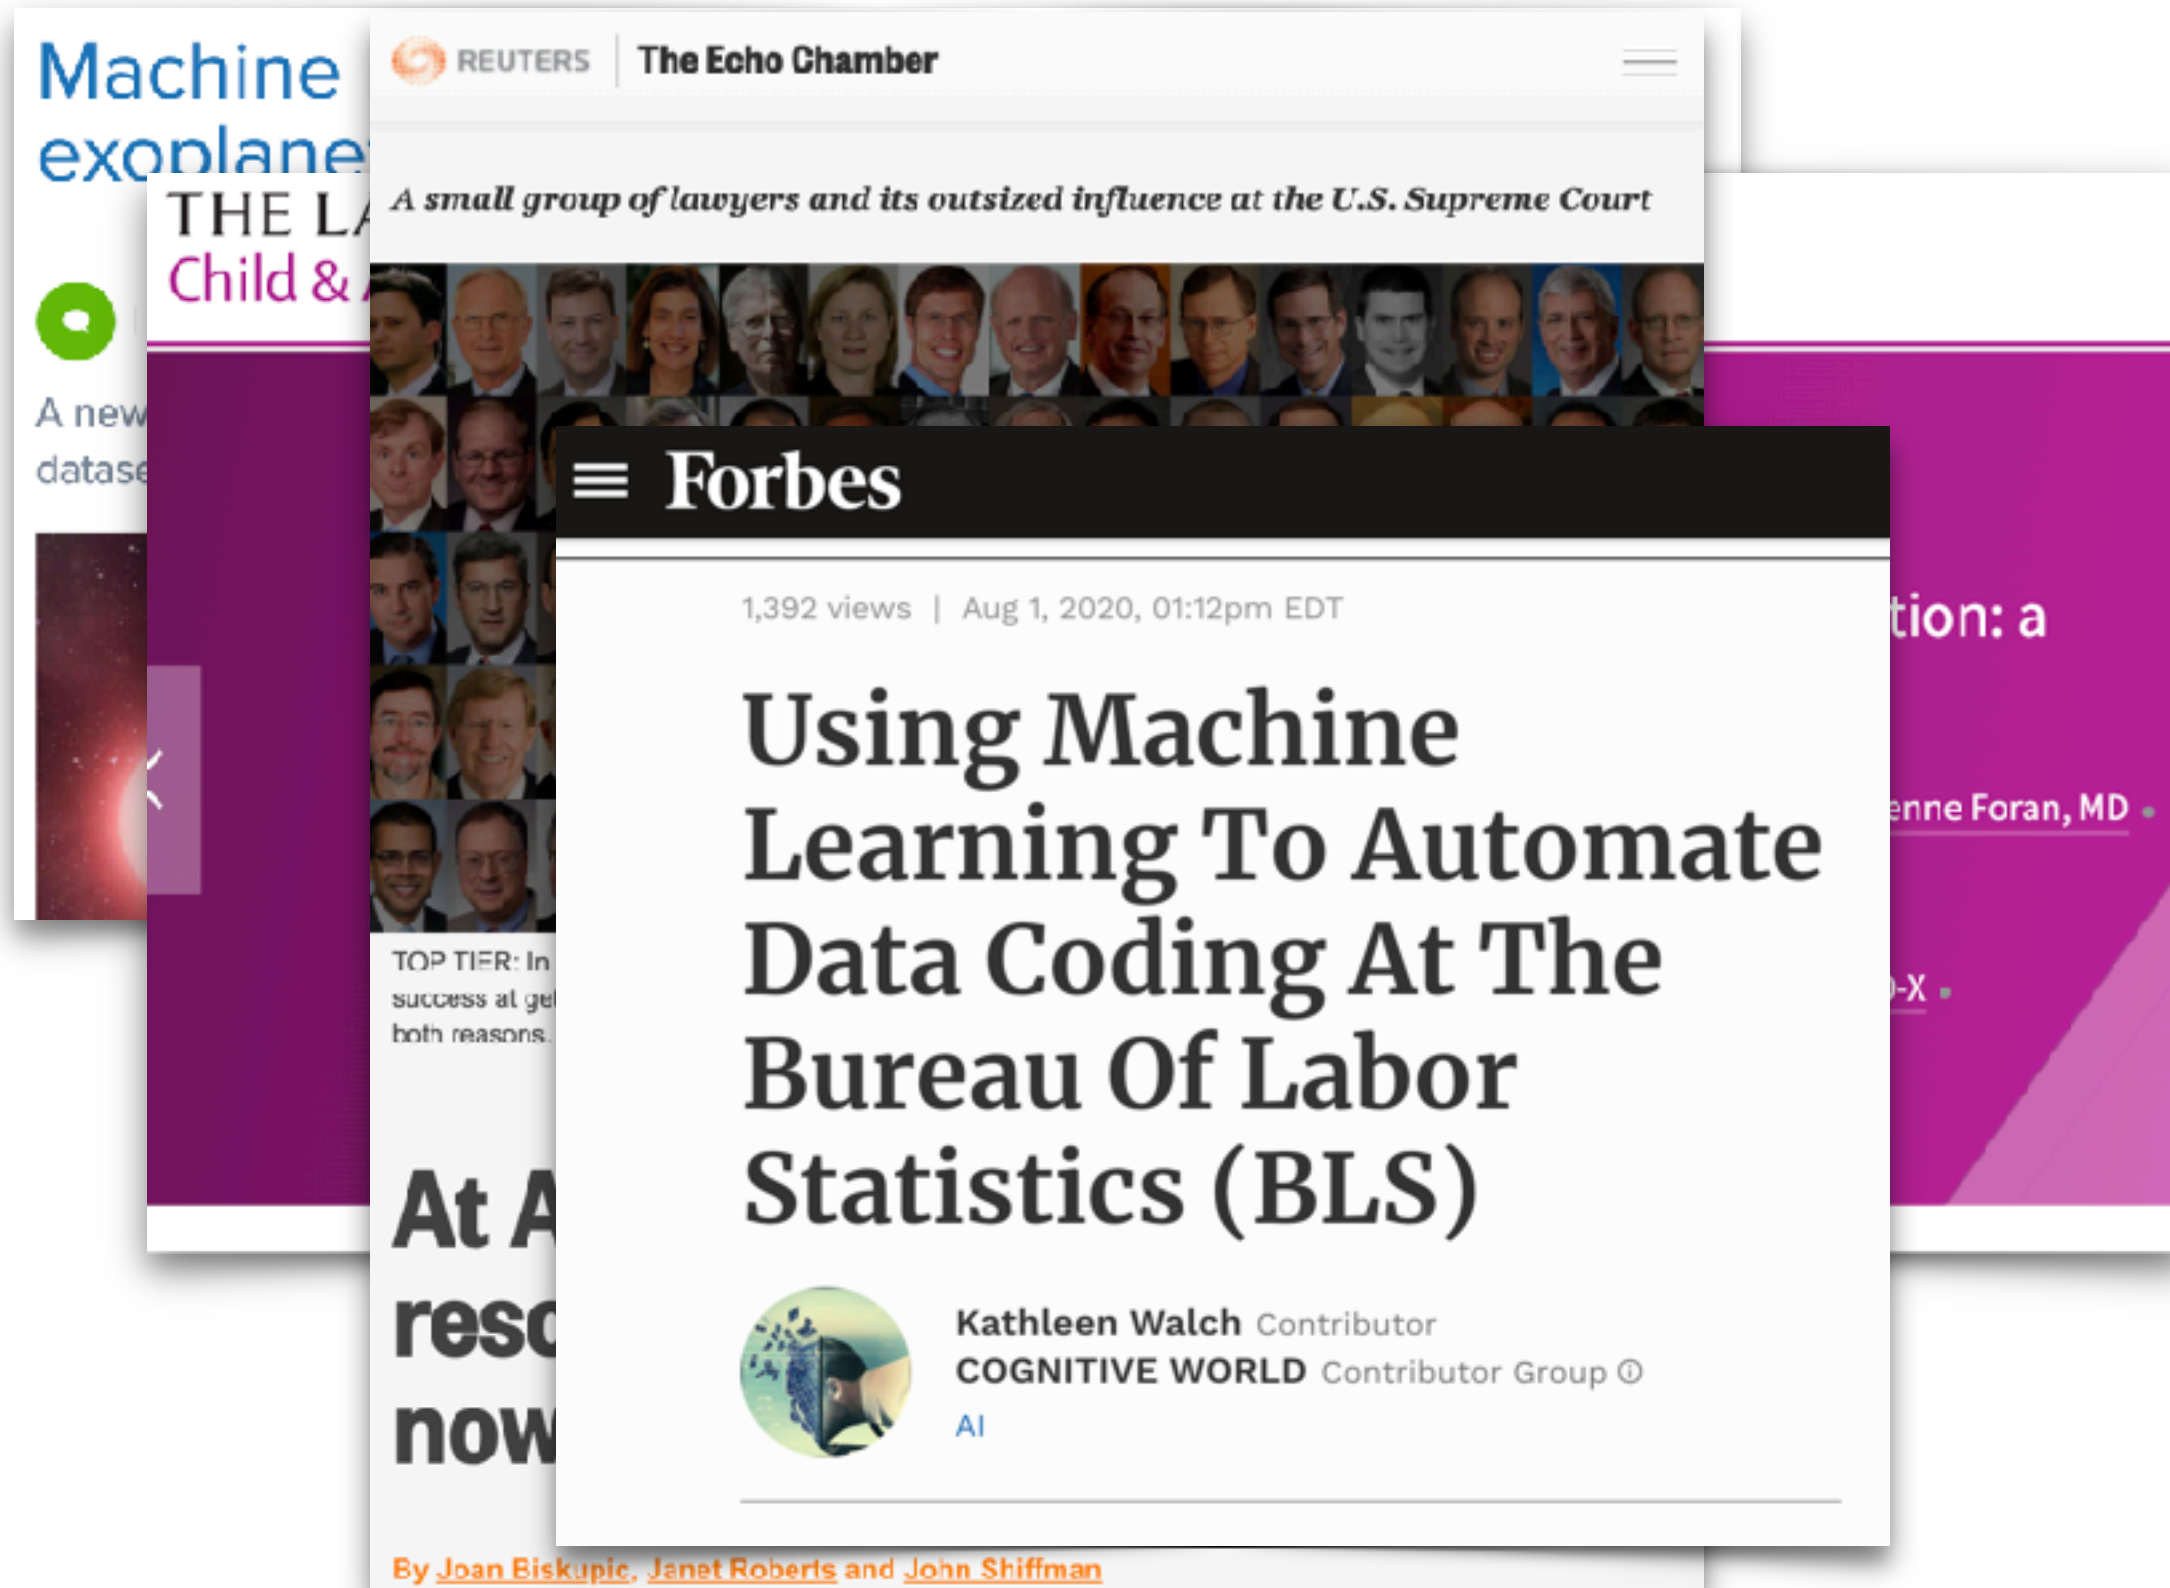 Machine
exoplane
REUTERS The Echo Chamber
A small group of lawyers and its outsized influence at the U.S. Supreme Court
THE LA
Child &
A new
datase
Forbes
1,392 views | Aug 1, 2020, 01:12pm EDT
Using Machine
Learning To Automate
Data Coding At The
Bureau Of Labor
Statistics (BLS)
Kathleen Walch Contributor
COGNITIVE WORLD Contributor Group
AI
tion: a
enne Foran, MD •
-X •
TOP TIER: In
success at ge
both reasons.
At A
reso
now
By Joan Biskupic, Janet Roberts and John Shiffman